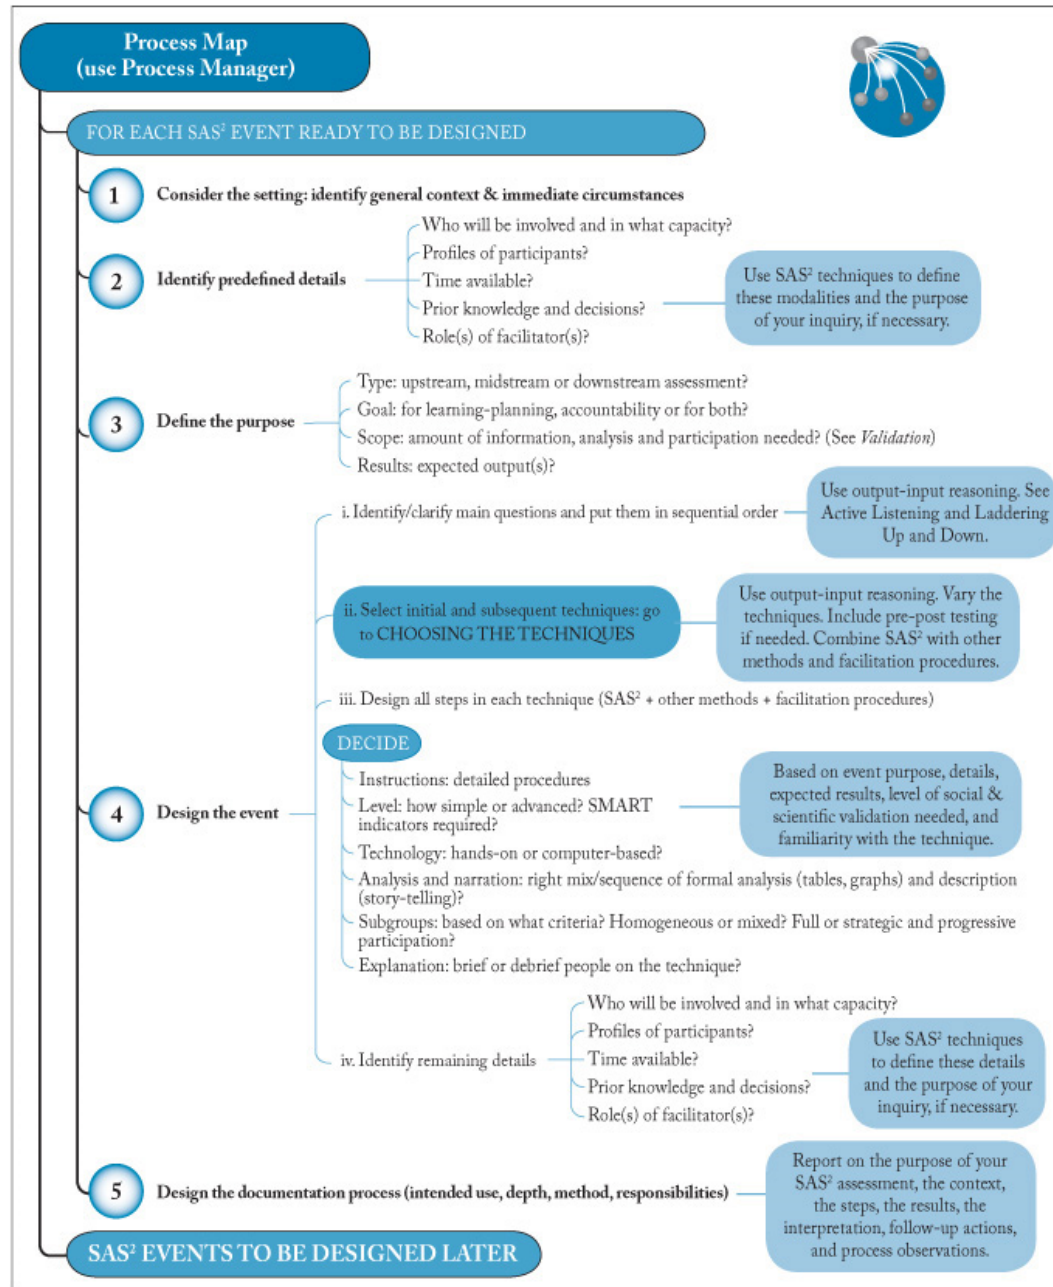 Process Map
(use Process Manager)
FOR EACH SAS² EVENT READY TO BE DESIGNED
1
Consider the setting: identify general context & immediate circumstances
2
Identify predefined details
Who will be involved and in what capacity?
Profiles of participants?
Time available?
Prior knowledge and decisions?
Role(s) of facilitator(s)?
Use SAS² techniques to define
these modalities and the purpose
of your inquiry, if necessary.
3
Define the purpose
Type: upstream, midstream or downstream assessment?
Goal: for learning-planning, accountability or for both?
Scope: amount of information, analysis and participation needed? (See Validation)
Results: expected output(s)?
4
Design the event
i. Identify/clarify main questions and put them in sequential order
Use output-input reasoning. See
Active Listening and Laddering
Up and Down.
ii. Select initial and subsequent techniques: go
to CHOOSING THE TECHNIQUES
Use output-input reasoning. Vary the
techniques. Include pre-post testing
if needed. Combine SAS² with other
methods and facilitation procedures.
iii. Design all steps in each technique (SAS² + other methods + facilitation procedures)
DECIDE
Instructions: detailed procedures
Level: how simple or advanced? SMART
indicators required?
Based on event purpose, details,
expected results, level of social &
scientific validation needed, and
familiarity with the technique.
Technology: hands-on or computer-based?
Analysis and narration: right mix/sequence of formal analysis (tables, graphs) and description
(story-telling)?
Subgroups: based on what criteria? Homogeneous or mixed? Full or strategic and progressive
participation?
Explanation: brief or debrief people on the technique?
iv. Identify remaining details
Who will be involved and in what capacity?
Profiles of participants?
Time available?
Prior knowledge and decisions?
Role(s) of facilitator(s)?
Use SAS² techniques
to define these details
and the purpose of your
inquiry, if necessary.
5
Design the documentation process (intended use, depth, method, responsibilities)
Report on the purpose of your
SAS² assessment, the context,
the steps, the results, the
interpretation, follow-up actions,
and process observations.
SAS² EVENTS TO BE DESIGNED LATER